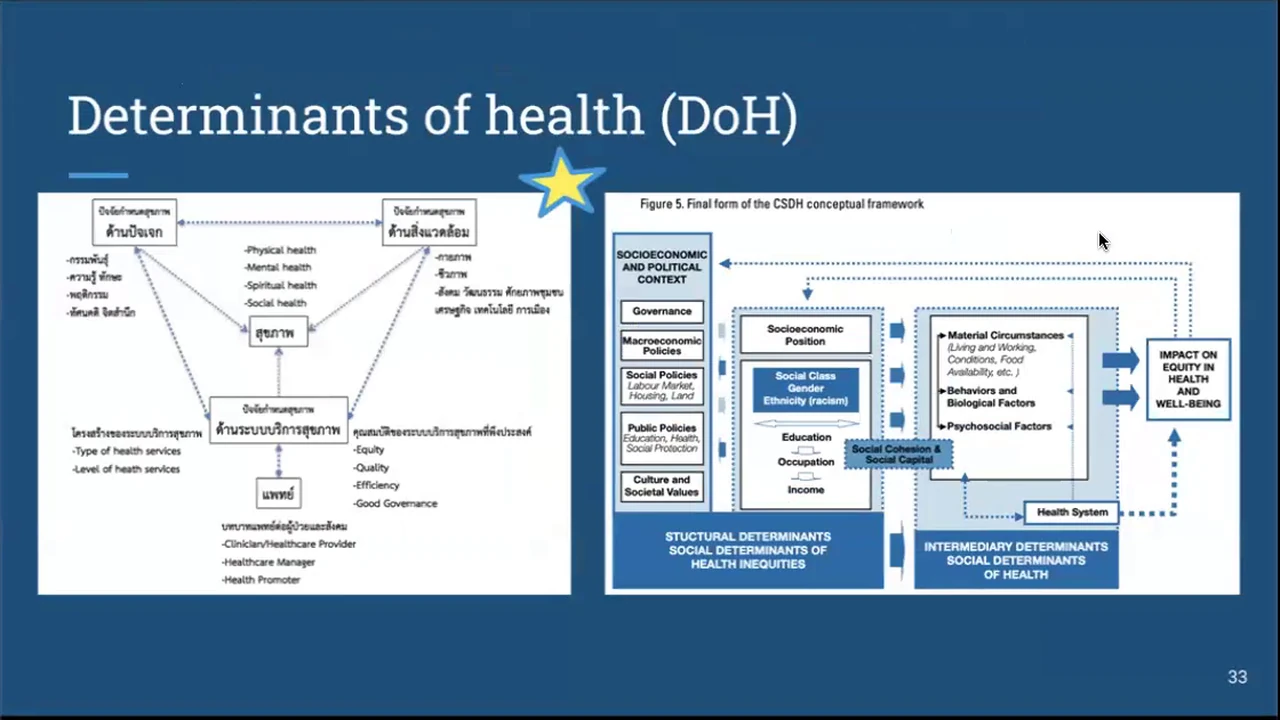 Determinants of health (DoH)
ปัจจัยกำหนดสุขภาพ
ด้านปัจเจก
ปัจจัยกำหนดสุขภาพ
ด้านสิ่งแวดล้อม
-กรรมพันธุ์
-ความรู้ ทักษะ
-พฤติกรรม
-ทัศนคติ จิตสำนึก
-Physical health
-Mental health
-Spiritual health
-Social health
-กายภาพ
-ชีวภาพ
-สังคม วัฒนธรรม ศักยภาพชุมชน
เศรษฐกิจ เทคโนโลยี การเมือง
สุขภาพ
ปัจจัยกำหนดสุขภาพ
ด้านระบบบริการสุขภาพ
โครงสร้างของระบบบริการสุขภาพ
-Type of health services
-Level of heath services
คุณสมบัติของระบบบริการสุขภาพที่พึงประสงค์
-Equity
-Quality
-Efficiency
-Good Governance
แพทย์
บทบาทแพทย์ต่อผู้ป่วยและสังคม
-Clinician/Healthcare Provider
-Healthcare Manager
-Health Promoter
Figure 5. Final form of the CSDH conceptual framework
SOCIOECONOMIC
AND POLITICAL
CONTEXT
Governance
Macroeconomic
Policies
Social Policies
Labour Market,
Housing, Land
Public Policies
Education, Health,
Social Protection
Culture and
Societal Values
Socioeconomic
Position
Social Class
Gender
Ethnicity (racism)
Education
Occupation
Income
Social Cohesion &
Social Capital
Material Circumstances
(Living and Working,
Conditions, Food
Availability, etc. )
Behaviors and
Biological Factors
Psychosocial Factors
Health System
IMPACT ON
EQUITY IN
HEALTH
AND
WELL-BEING
STUCTURAL DETERMINANTS
SOCIAL DETERMINANTS OF
HEALTH INEQUITIES
INTERMEDIARY DETERMINANTS
SOCIAL DETERMINANTS
OF HEALTH
33